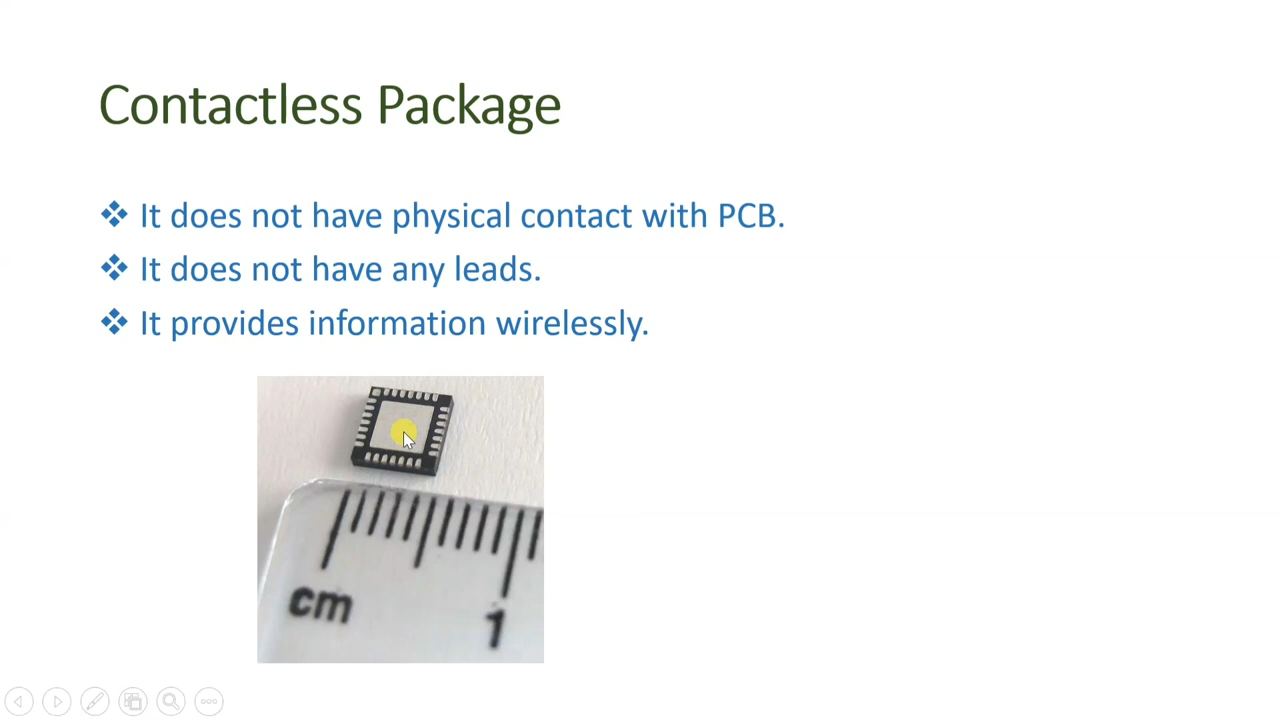 Contactless Package
It does not have physical contact with PCB.
It does not have any leads.
It provides information wirelessly.
cm
1